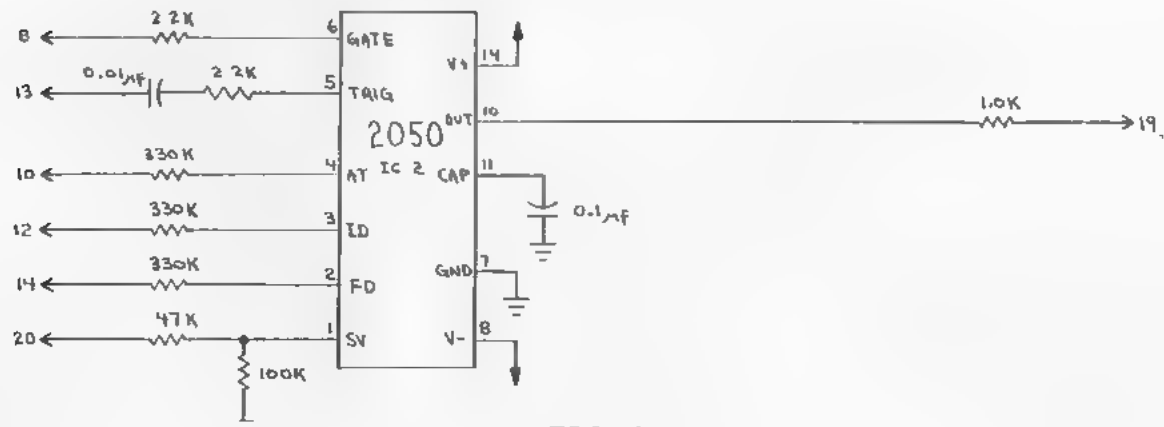 8 2 2K 6 GATE
V+ 14
13 0.01µF 2 2K 5 TRIG
OUT 10 1.0K 19
2050
IC 2
10 330K 4 AT
CAP 11
0.1µF
12 330K 3 ID
14 330K 2 FD
GND 7
20 47K 1 SV
V- 8
100K